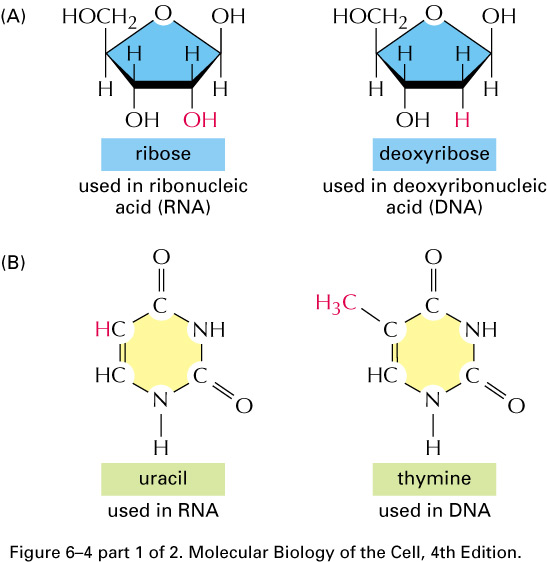 (A)
HOCH2 O OH
H H
H H
OH OH
ribose
used in ribonucleic
acid (RNA)
HOCH2 O OH
H H
H H
OH H
deoxyribose
used in deoxyribonucleic
acid (DNA)
(B)
O
C
HC NH
HC C
N O
H
uracil
used in RNA
O
H3C C
C NH
HC C
N O
H
thymine
used in DNA
Figure 6–4 part 1 of 2. Molecular Biology of the Cell, 4th Edition.